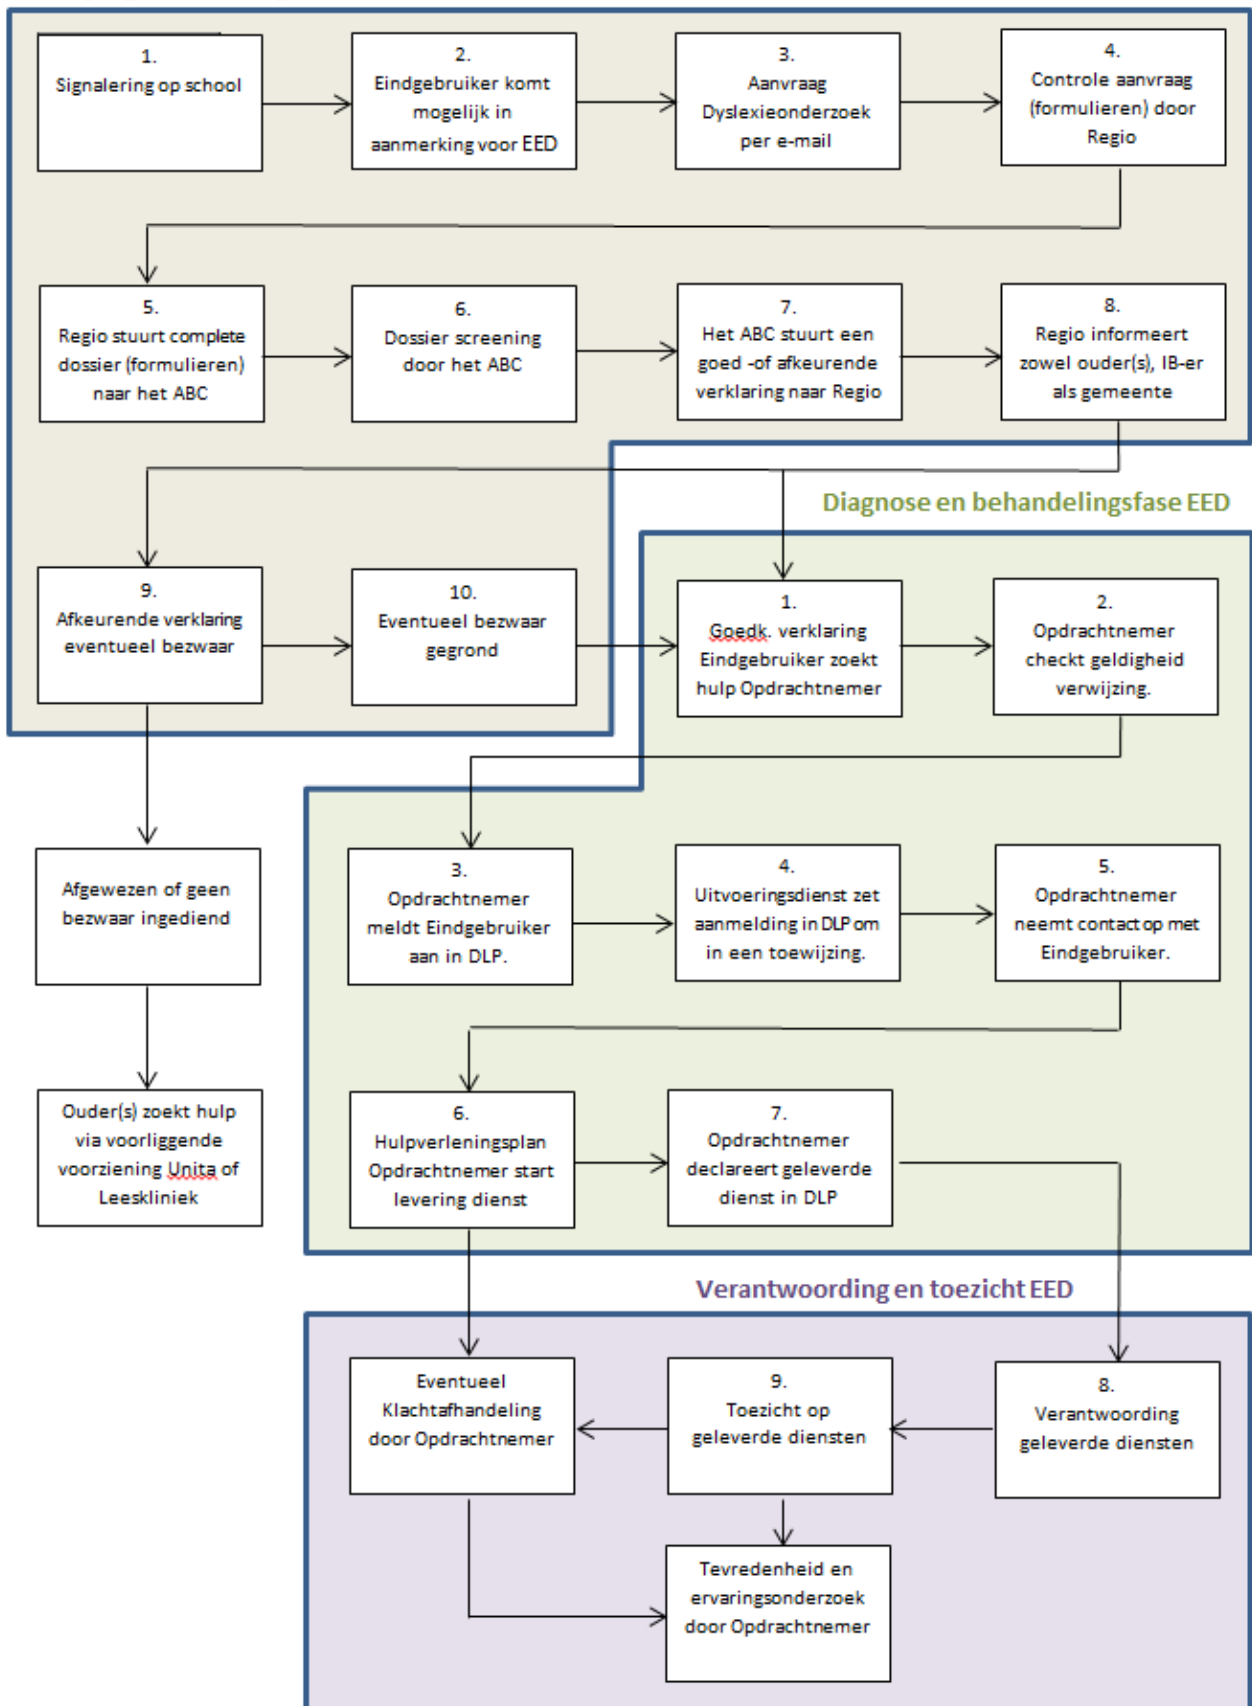 1.
Signalering op school
2.
Eindgebruiker komt
mogelijk in
aanmerking voor EED
3.
Aanvraag
Dyslexieonderzoek
per e-mail
4.
Controle aanvraag
(formulieren) door
Regio
5.
Regio stuurt complete
dossier (formulieren)
naar het ABC
6.
Dossier screening
door het ABC
7.
Het ABC stuurt een
goed -of afkeurende
verklaring naar Regio
8.
Regio informeert
zowel ouder(s), IB-er
als gemeente
Diagnose en behandelingsfase EED
9.
Afkeurende verklaring
eventueel bezwaar
10.
Eventueel bezwaar
gegrond
1.
Goedk. verklaring
Eindgebruiker zoekt
hulp Opdrachtnemer
2.
Opdrachtnemer
checkt geldigheid
verwijzing.
Afgewezen of geen
bezwaar ingediend
3.
Opdrachtnemer
meldt Eindgebruiker
aan in DLP.
4.
Uitvoeringsdienst zet
aanmelding in DLP om
in een toewijzing.
5.
Opdrachtnemer
neemt contact op met
Eindgebruiker.
Ouder(s) zoekt hulp
via voorliggende
voorziening Unita of
Leeskliniek
6.
Hulpverleningsplan
Opdrachtnemer start
levering dienst
7.
Opdrachtnemer
declareert geleverde
dienst in DLP
Verantwoording en toezicht EED
Eventueel
Klachtafhandeling
door Opdrachtnemer
9.
Toezicht op
geleverde diensten
8.
Verantwoording
geleverde diensten
Tevredenheid en
ervaringsonderzoek
door Opdrachtnemer